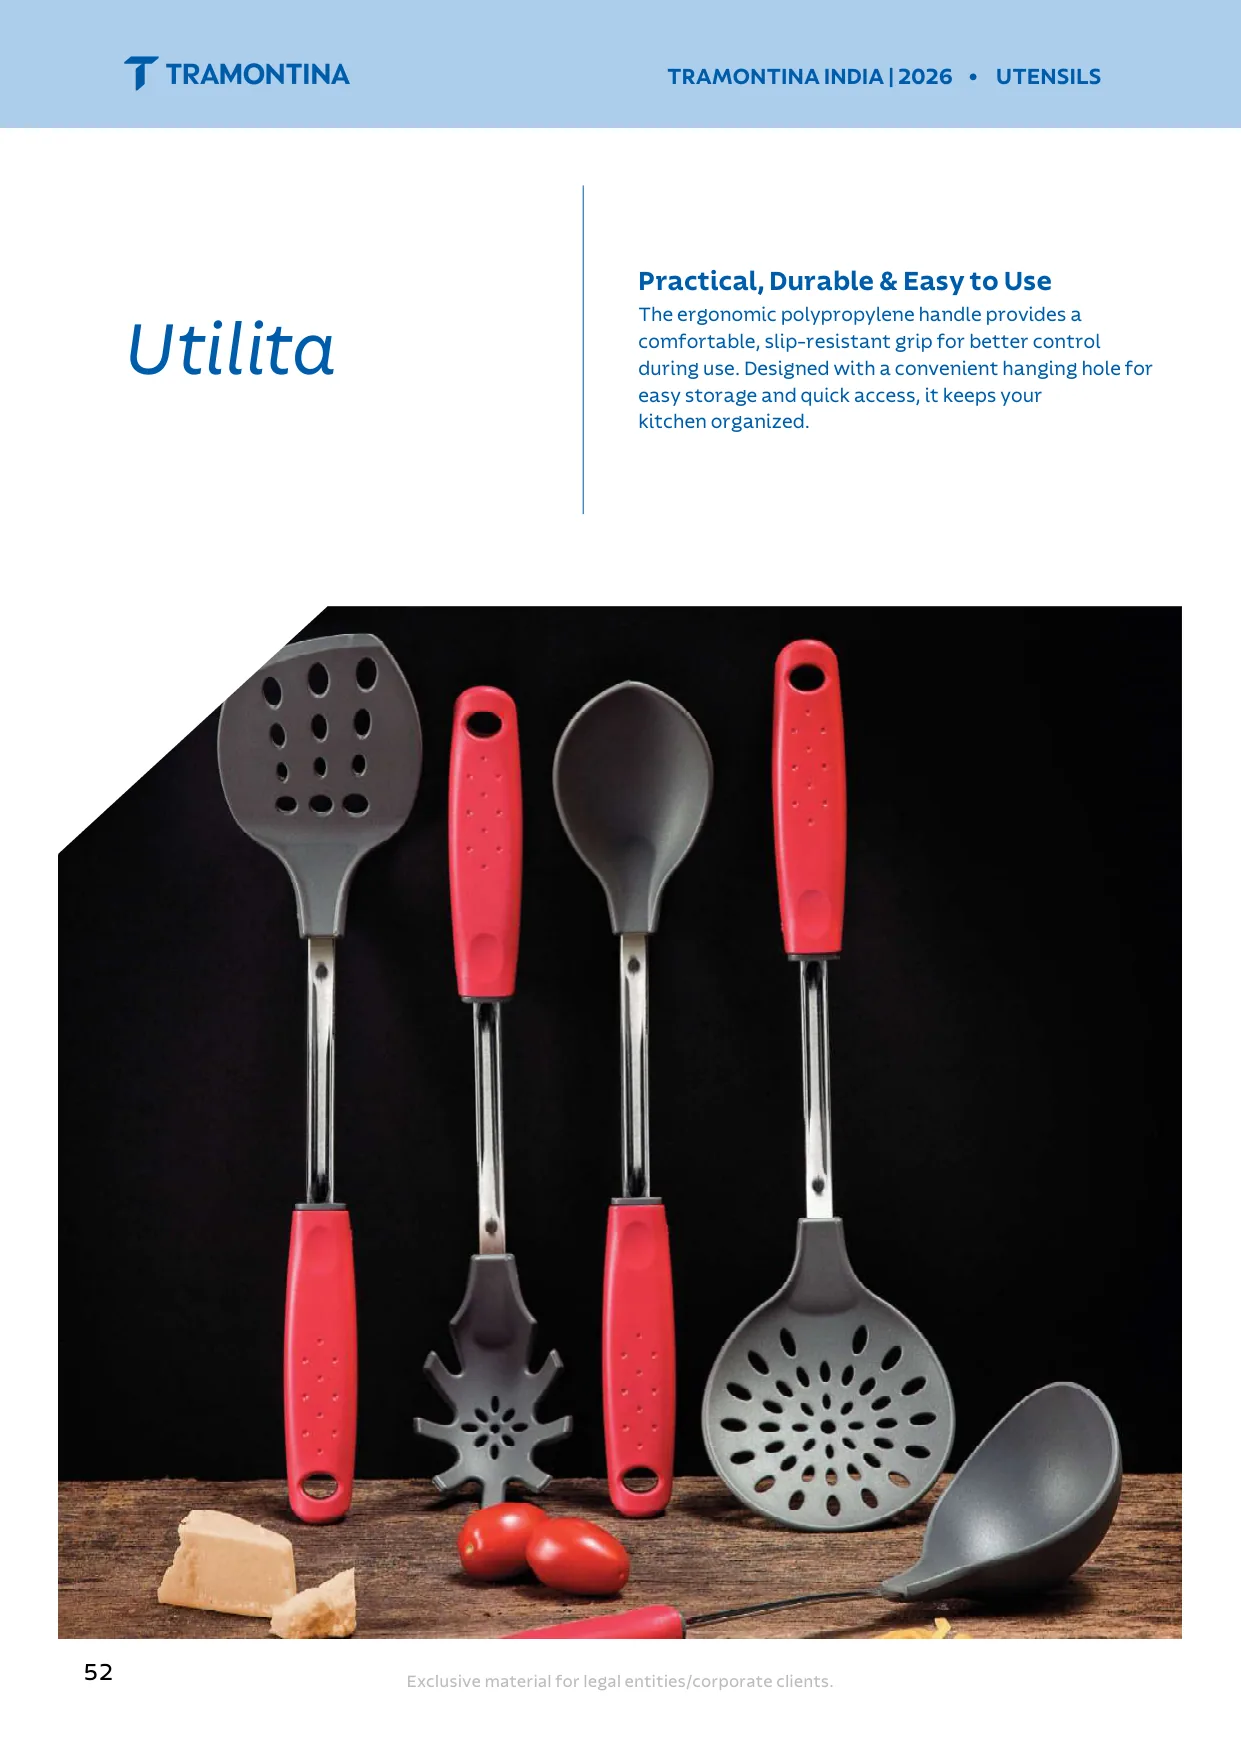 TRAMONTINA
TRAMONTINA INDIA | 2026 • UTENSILS
Utilita
Practical, Durable & Easy to Use
The ergonomic polypropylene handle provides a
comfortable, slip-resistant grip for better control
during use. Designed with a convenient hanging hole for
easy storage and quick access, it keeps your
kitchen organized.
52
Exclusive material for legal entities/corporate clients.